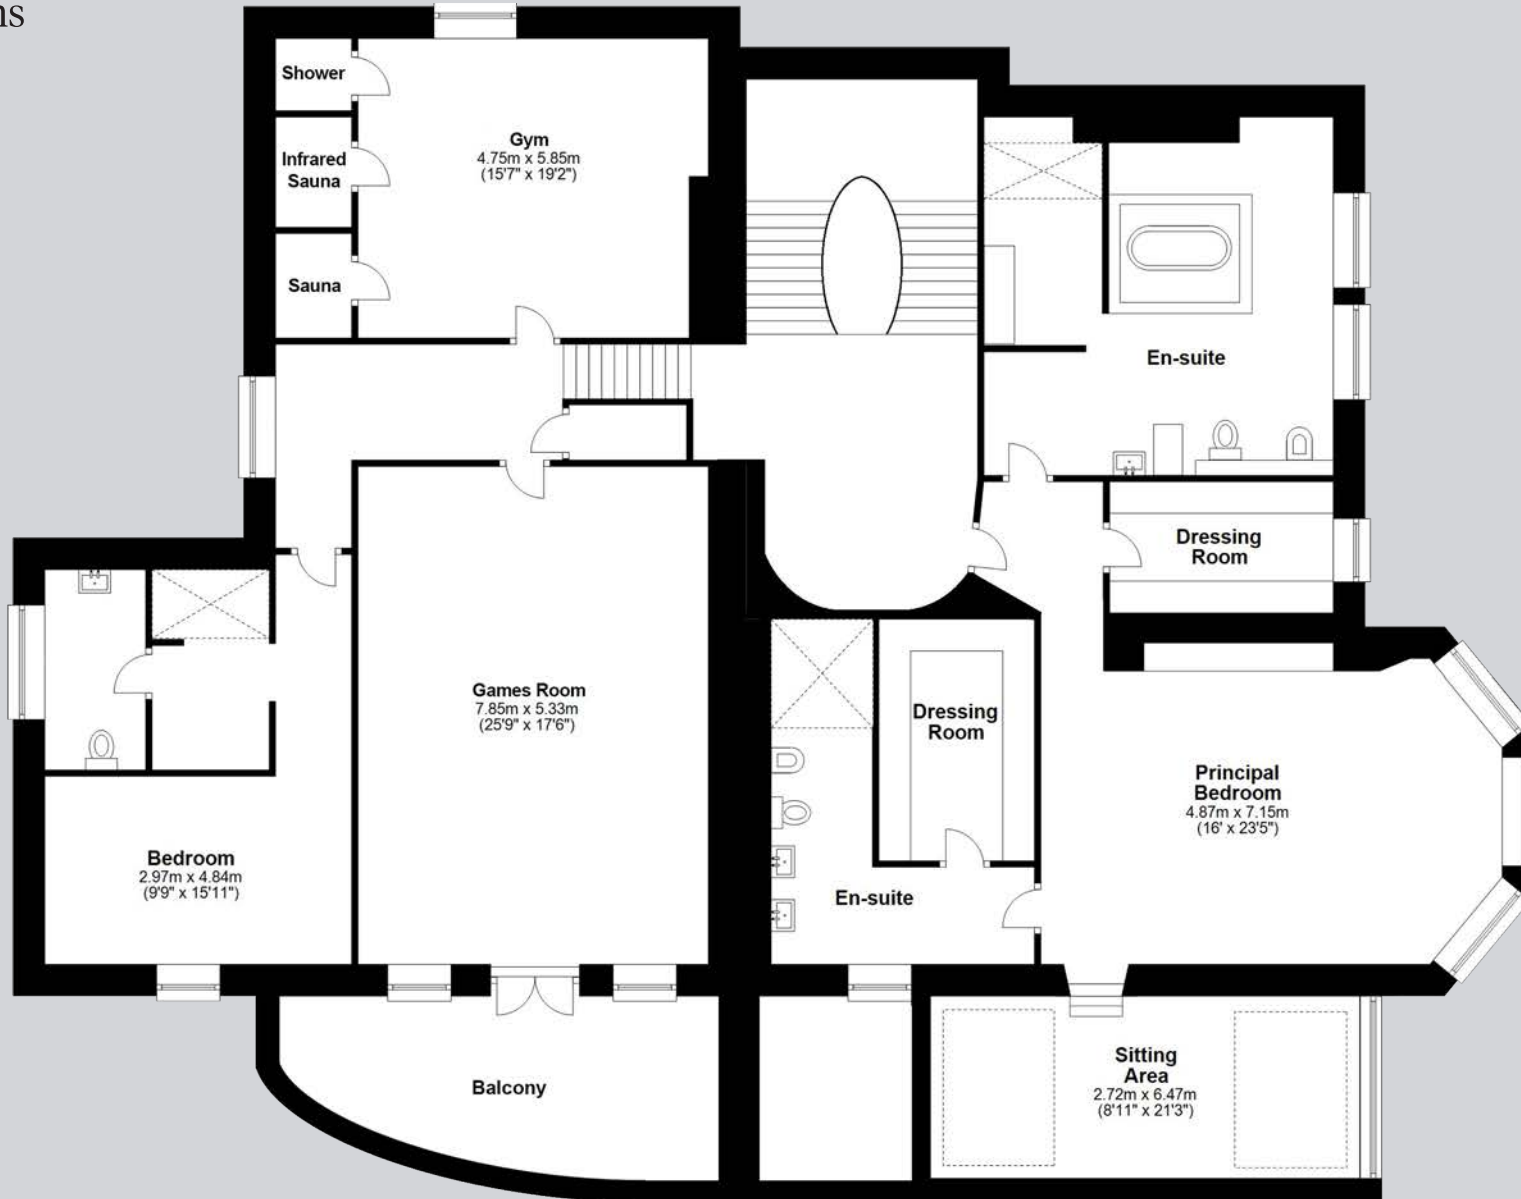 Shower
Infrared
Sauna
Sauna
Gym
4.75m x 5.85m
(15'7" x 19'2")
En-suite
Dressing
Room
Games Room
7.85m x 5.33m
(25'9" x 17'6")
Dressing
Room
Principal
Bedroom
4.87m x 7.15m
(16' x 23'5")
Bedroom
2.97m x 4.84m
(9'9" x 15'11")
En-suite
Balcony
Sitting
Area
2.72m x 6.47m
(8'11" x 21'3")